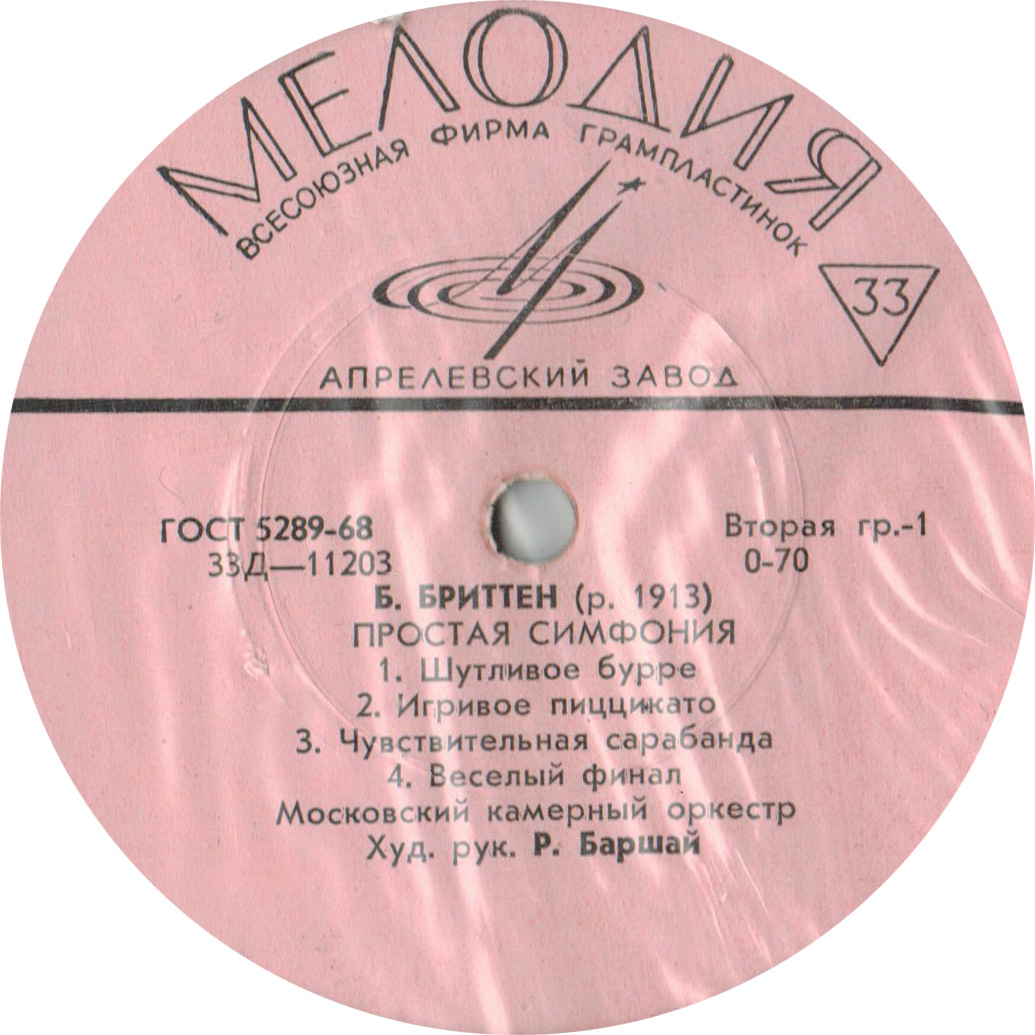 МЕЛОДИЯ
ВСЕСОЮЗНАЯ ФИРМА ГРАМПЛАСТИНОК
33
АПРЕЛЕВСКИЙ ЗАВОД
ГОСТ 5289-68
Вторая гр.-1
33Д—11203
0-70
Б. БРИТТЕН (р. 1913)
ПРОСТАЯ СИМФОНИЯ
1. Шутливое бурре
2. Игривое пиццикато
3. Чувствительная сарабанда
4. Веселый финал
Московский камерный оркестр
Худ. рук. Р. Баршай